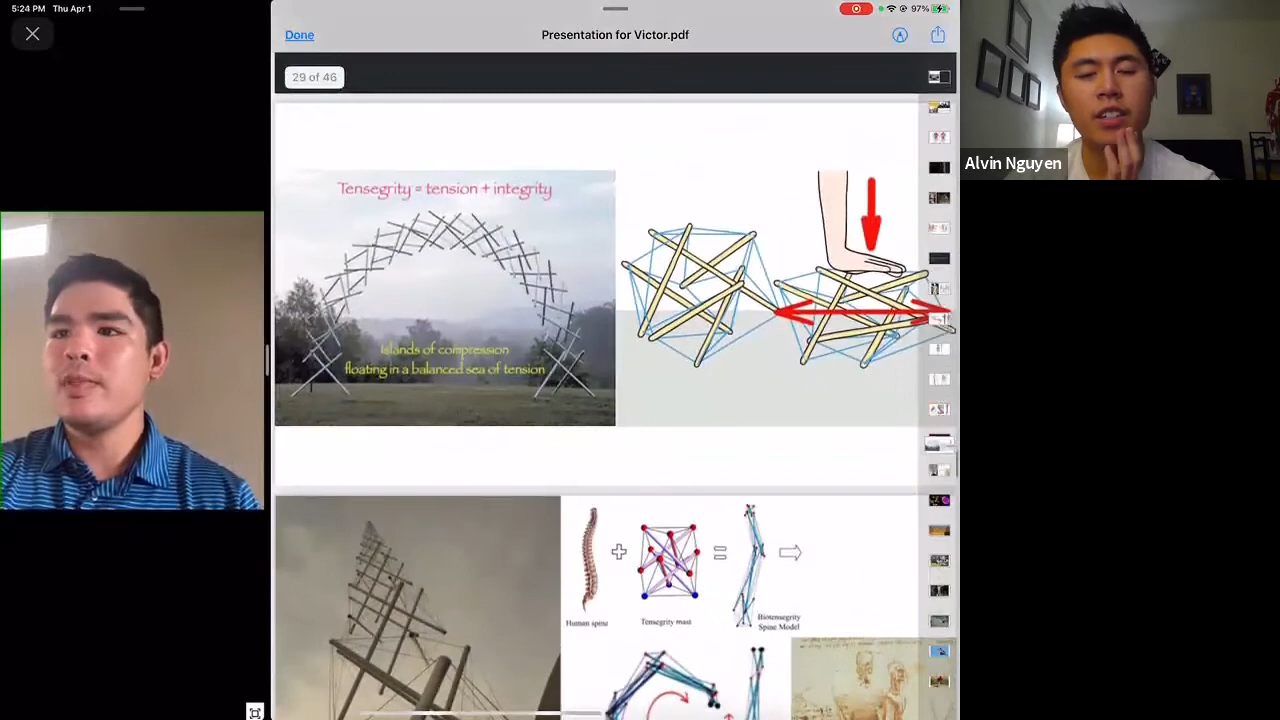 5:24 PM Thu Apr 1
97%
Done
Presentation for Victor.pdf
29 of 46
Tensegrity = tension + integrity
Islands of compression
floating in a balanced sea of tension
Alvin Nguyen
Human spine
Tensegrity mast
Biotensegrity
Spine Model